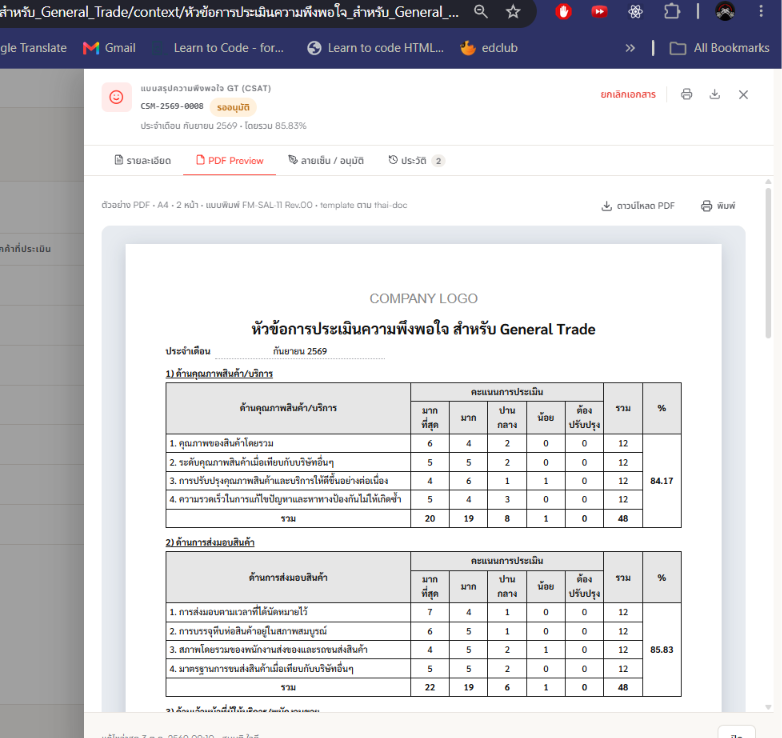 สำหรับ_General_Trade/context/หัวข้อการประเมินความพึงพอใจ_สำหรับ_General_...
gle Translate
Gmail
Learn to Code - for...
Learn to code HTML...
edclub
»
All Bookmarks
แบบสรุปความพึงพอใจ GT (CSAT)
CSM-2569-0008 รออนุมัติ
ประจำเดือน กันยายน 2569 • โดยรวม 85.83%
ยกเลิกเอกสาร
รายละเอียด
PDF Preview
ลายเซ็น / อนุมัติ
ประวัติ 2
ตัวอย่าง PDF • A4 • 2 หน้า • แบบพิมพ์ FM-SAL-11 Rev.00 • template ตาม thai-doc
ดาวน์โหลด PDF
พิมพ์
กค้าที่ประเมิน
COMPANY LOGO
หัวข้อการประเมินความพึงพอใจ สำหรับ General Trade
ประจำเดือน กันยายน 2569
1) ด้านคุณภาพสินค้า/บริการ
ด้านคุณภาพสินค้า/บริการ คะแนนการประเมิน รวม %
มากที่สุด มาก ปานกลาง น้อย ต้องปรับปรุง
1. คุณภาพของสินค้าโดยรวม 6 4 2 0 0 12
2. ระดับคุณภาพสินค้าเมื่อเทียบกับบริษัทอื่นๆ 5 5 2 0 0 12
3. การปรับปรุงคุณภาพสินค้าและบริการให้ดีขึ้นอย่างต่อเนื่อง 4 6 1 1 0 12
84.17
4. ความรวดเร็วในการแก้ไขปัญหาและหาทางป้องกันไม่ให้เกิดซ้ำ 5 4 3 0 0 12
รวม 20 19 8 1 0 48
2) ด้านการส่งมอบสินค้า
ด้านการส่งมอบสินค้า คะแนนการประเมิน รวม %
มากที่สุด มาก ปานกลาง น้อย ต้องปรับปรุง
1. การส่งมอบตามเวลาที่ได้นัดหมายไว้ 7 4 1 0 0 12
2. การบรรจุหีบห่อสินค้าอยู่ในสภาพสมบูรณ์ 6 5 1 0 0 12
3. สภาพโดยรวมของพนักงานส่งของและรถขนส่งสินค้า 4 5 2 1 0 12
85.83
4. มาตรฐานการขนส่งสินค้าเมื่อเทียบกับบริษัทอื่นๆ 5 5 2 0 0 12
รวม 22 19 6 1 0 48